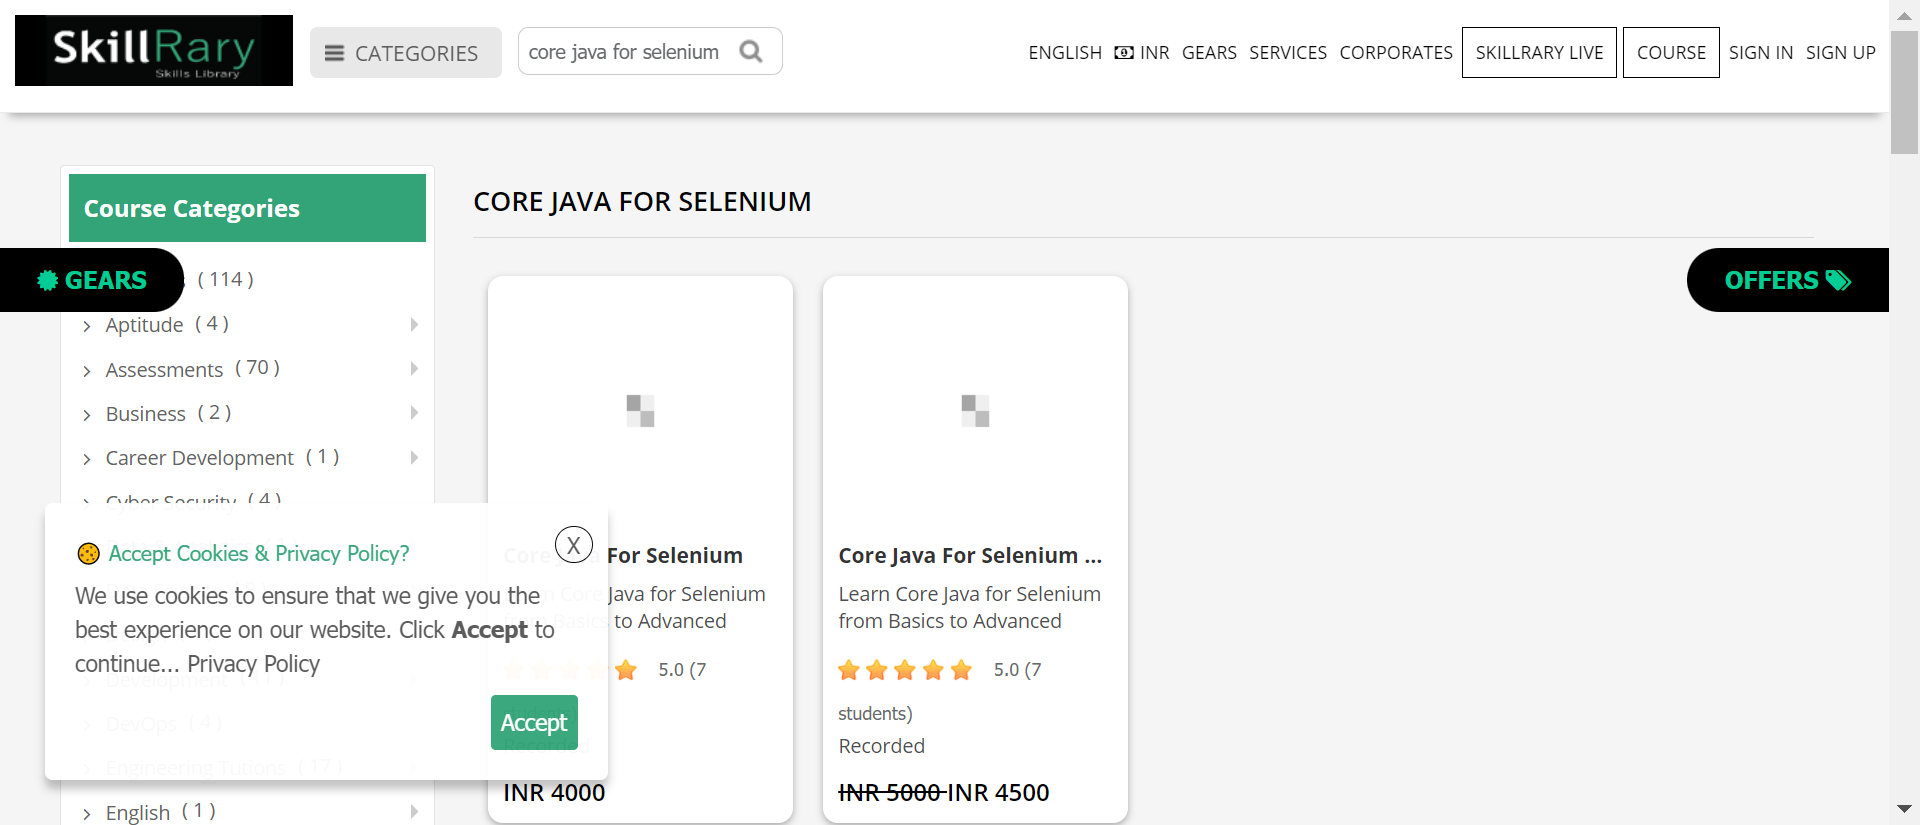 SkillRary
Skills Library
CATEGORIES
core java for selenium
ENGLISH INR GEARS SERVICES CORPORATES SKILLRARY LIVE COURSE SIGN IN SIGN UP
Course Categories
CORE JAVA FOR SELENIUM
GEARS
( 114 )
OFFERS
Aptitude ( 4 )
Assessments ( 70 )
Business ( 2 )
Career Development ( 1 )
Cyber Security ( 4 )
Accept Cookies & Privacy Policy?
X
We use cookies to ensure that we give you the
best experience on our website. Click Accept to
continue... Privacy Policy
Accept
Development ( 11 )
DevOps ( 4 )
Engineering Tutions ( 17 )
English ( 1 )
Core Java For Selenium
Learn Core Java for Selenium
from Basics to Advanced
5.0 (7
students)
Recorded
INR 4000
Core Java For Selenium ...
Learn Core Java for Selenium
from Basics to Advanced
5.0 (7
students)
Recorded
INR 5000 INR 4500